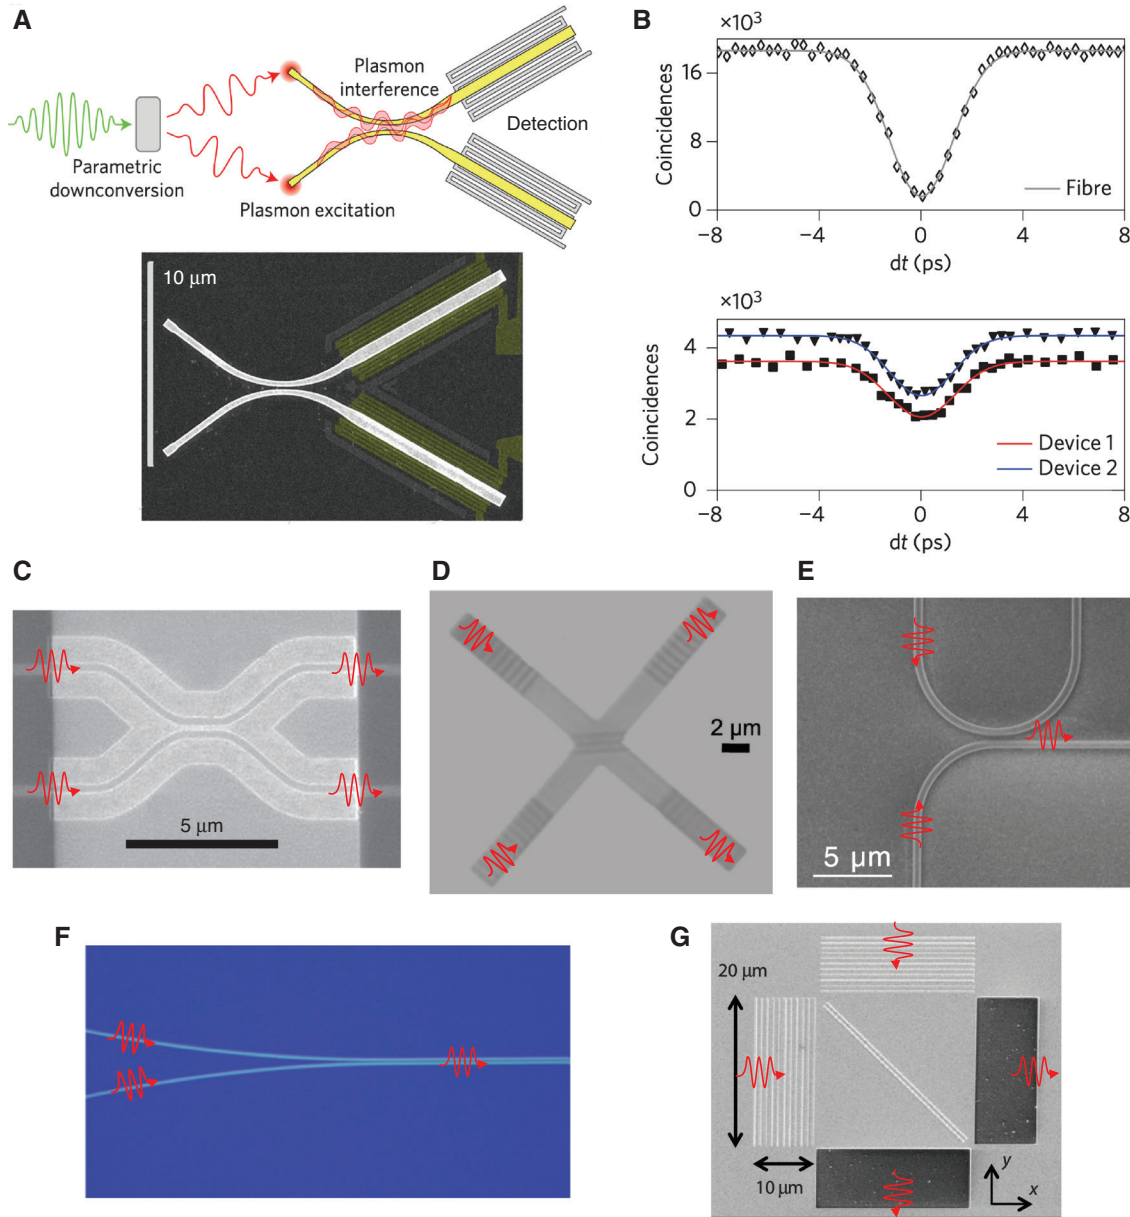 A
Plasmon
interference
Detection
Parametric
downconversion
Plasmon excitation
10 μm
B
×10³
16
8
0
Coincidences
Fibre
−8
−4
0
4
8
dt (ps)
×10³
4
2
0
Coincidences
Device 1
Device 2
−8
−4
0
4
8
dt (ps)
C
5 μm
D
2 μm
E
5 μm
F
G
20 μm
10 μm
y
x